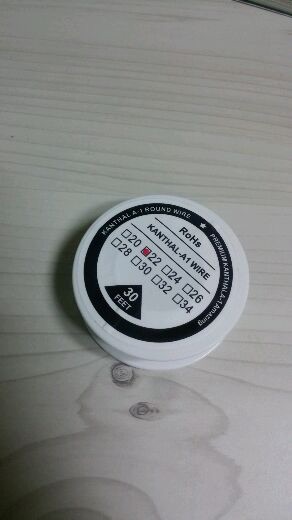 KANTHAL A-1 ROUND WIRE ★ PREMIUM KANTHAL A-1 Amazing
RoHs
KANTHAL-A1 WIRE
☐20 ■22 ☐24 ☐26
☐28 ☐30 ☐32 ☐34
30
FEET